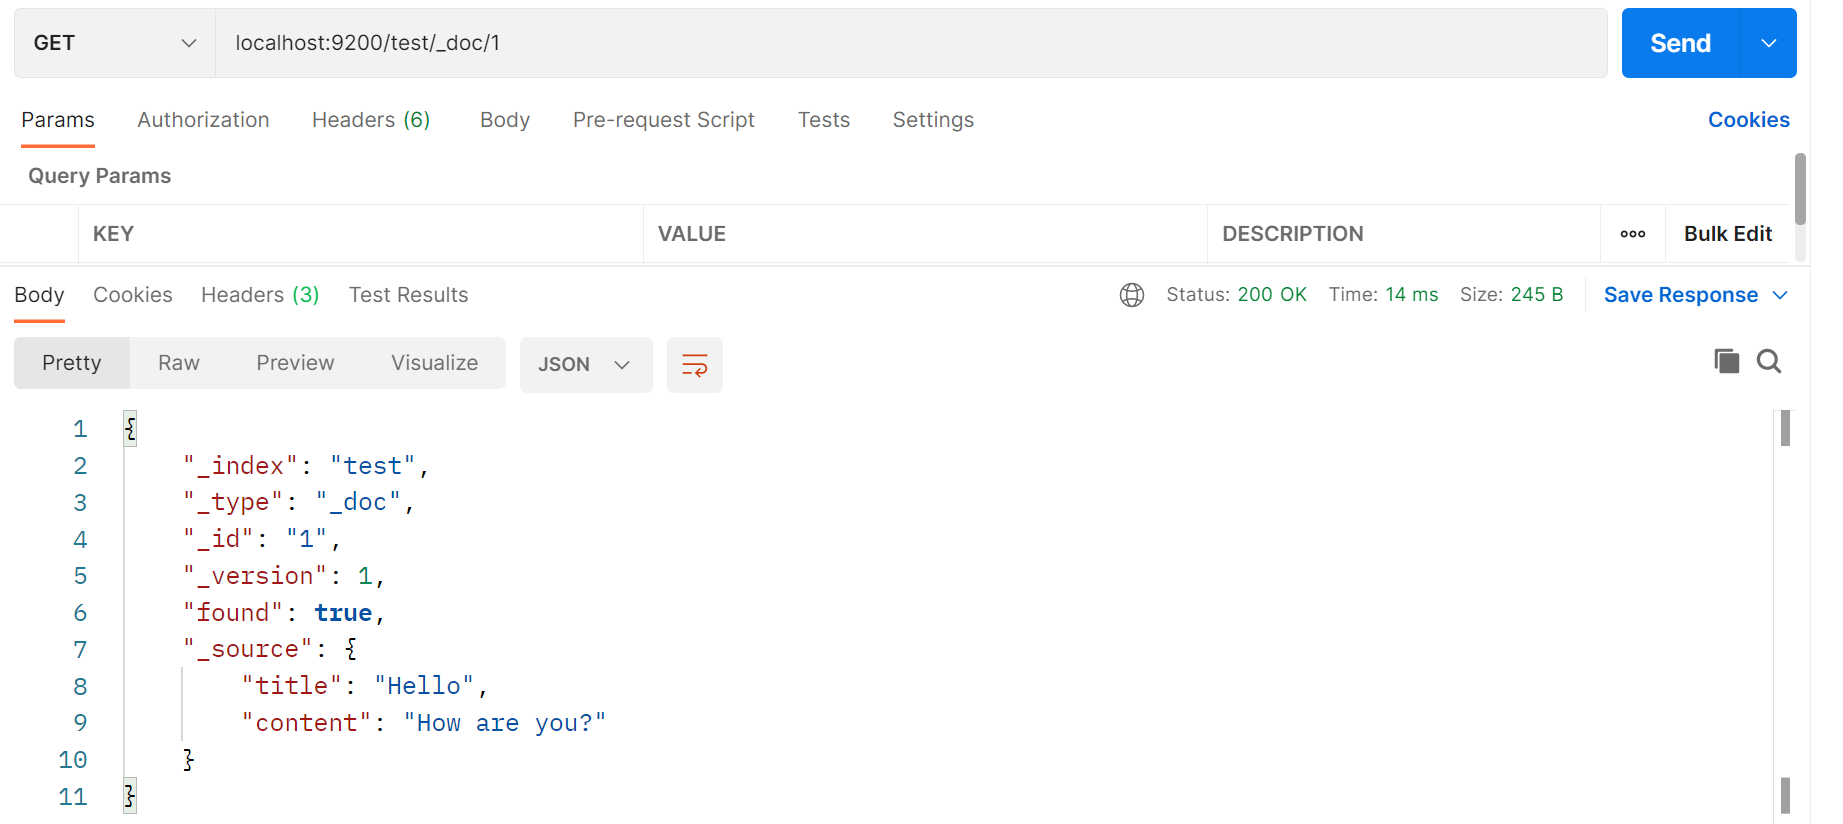 GET localhost:9200/test/_doc/1 Send
Params Authorization Headers (6) Body Pre-request Script Tests Settings Cookies
Query Params
KEY VALUE DESCRIPTION ooo Bulk Edit
Body Cookies Headers (3) Test Results Status: 200 OK Time: 14 ms Size: 245 B Save Response
Pretty Raw Preview Visualize JSON
1 {
2 "_index": "test",
3 "_type": "_doc",
4 "_id": "1",
5 "_version": 1,
6 "found": true,
7 "_source": {
8 "title": "Hello",
9 "content": "How are you?"
10 }
11 }